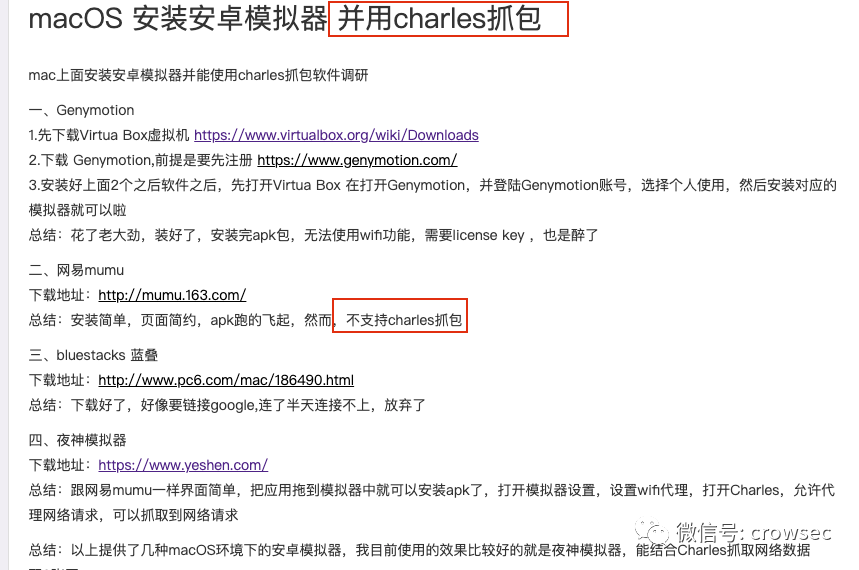 macOS 安装安卓模拟器 并用charles抓包
mac上面安装安卓模拟器并能使用charles抓包软件调研
一、Genymotion
1.先下载Virtua Box虚拟机 https://www.virtualbox.org/wiki/Downloads
2.下载 Genymotion,前提是要先注册 https://www.genymotion.com/
3.安装好上面2个之后软件之后，先打开Virtua Box 在打开Genymotion，并登陆Genymotion账号，选择个人使用，然后安装对应的
模拟器就可以啦
总结：花了老大劲，装好了，安装完apk包，无法使用wifi功能，需要license key ，也是醉了
二、网易mumu
下载地址：http://mumu.163.com/
总结：安装简单，页面简约，apk跑的飞起，然而，不支持charles抓包
三、bluestacks 蓝叠
下载地址：http://www.pc6.com/mac/186490.html
总结：下载好了，好像要链接google,连了半天连接不上，放弃了
四、夜神模拟器
下载地址：https://www.yeshen.com/
总结：跟网易mumu一样界面简单，把应用拖到模拟器中就可以安装apk了，打开模拟器设置，设置wifi代理，打开Charles，允许代
理网络请求，可以抓取到网络请求
微信号: crowsec
总结：以上提供了几种macOS环境下的安卓模拟器，我目前使用的效果比较好的就是夜神模拟器，能结合Charles抓取网络数据